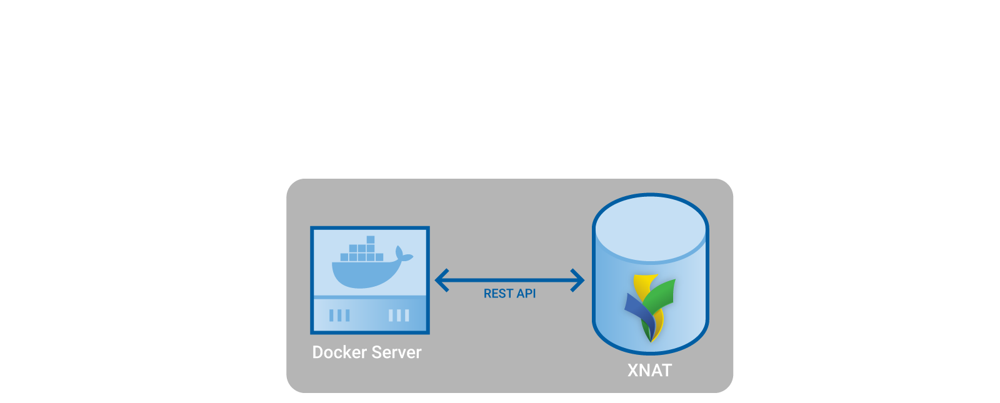 REST API
Docker Server
XNAT